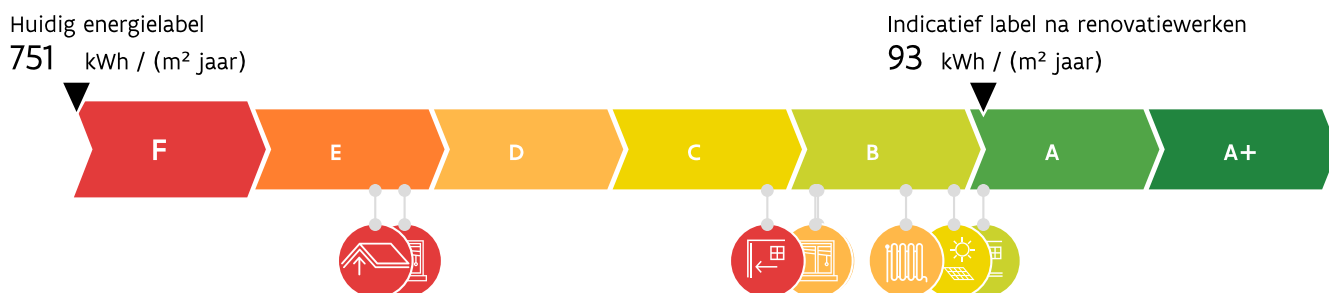 Huidig energielabel
751 kWh / (m² jaar)
Indicatief label na renovatiewerken
93 kWh / (m² jaar)
F E D C B A A+